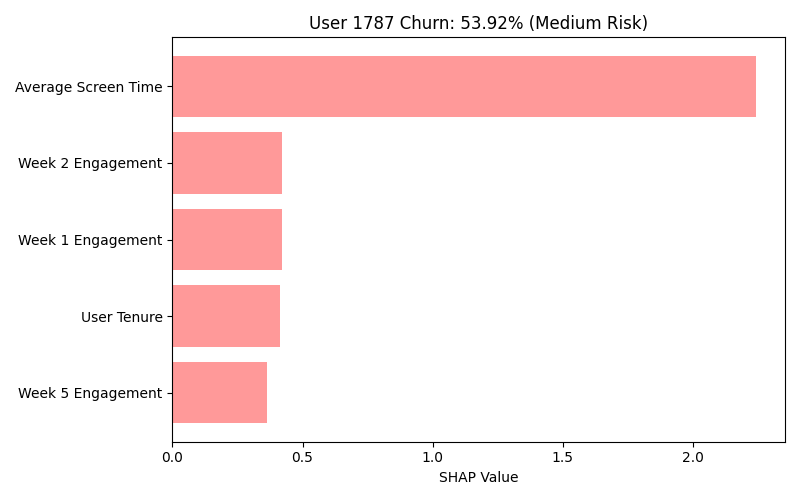 User 1787 Churn: 53.92% (Medium Risk)
Average Screen Time
Week 2 Engagement
Week 1 Engagement
User Tenure
Week 5 Engagement
0.0 0.5 1.0 1.5 2.0
SHAP Value